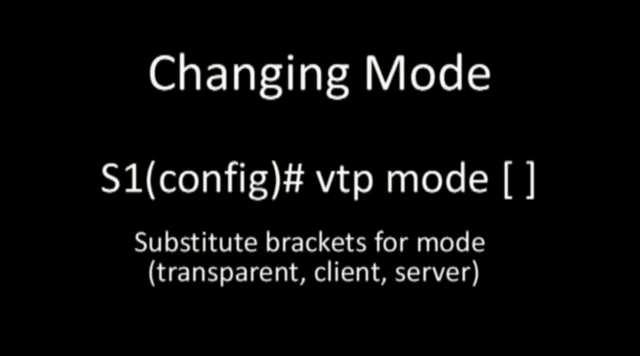 Changing Mode
S1(config)# vtp mode [ ]
Substitute brackets for mode
(transparent, client, server)